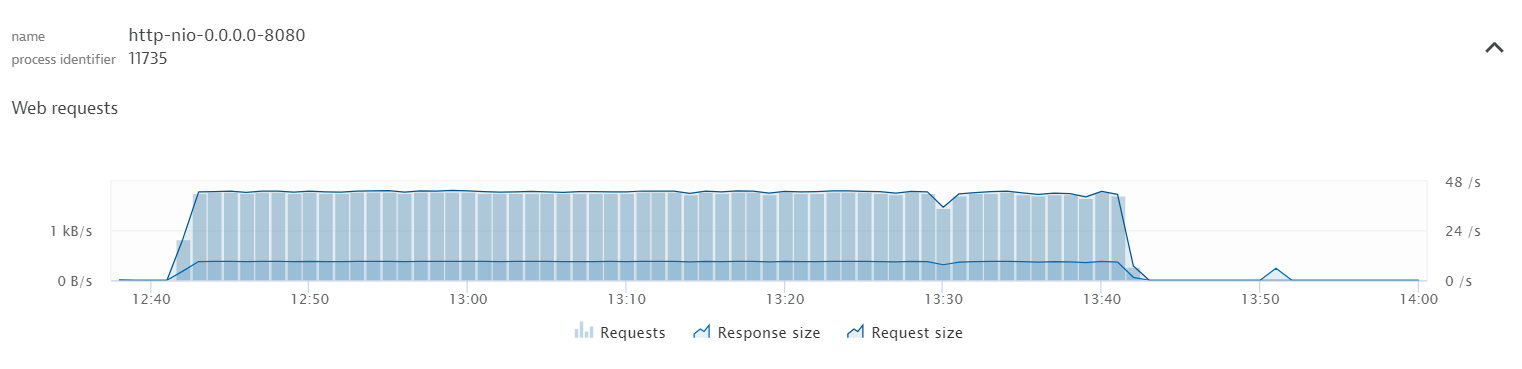 name http-nio-0.0.0.0-8080
process identifier 11735
Web requests
48 /s
1 kB/s 24 /s
0 B/s 0 /s
12:40 12:50 13:00 13:10 13:20 13:30 13:40 13:50 14:00
Requests Response size Request size